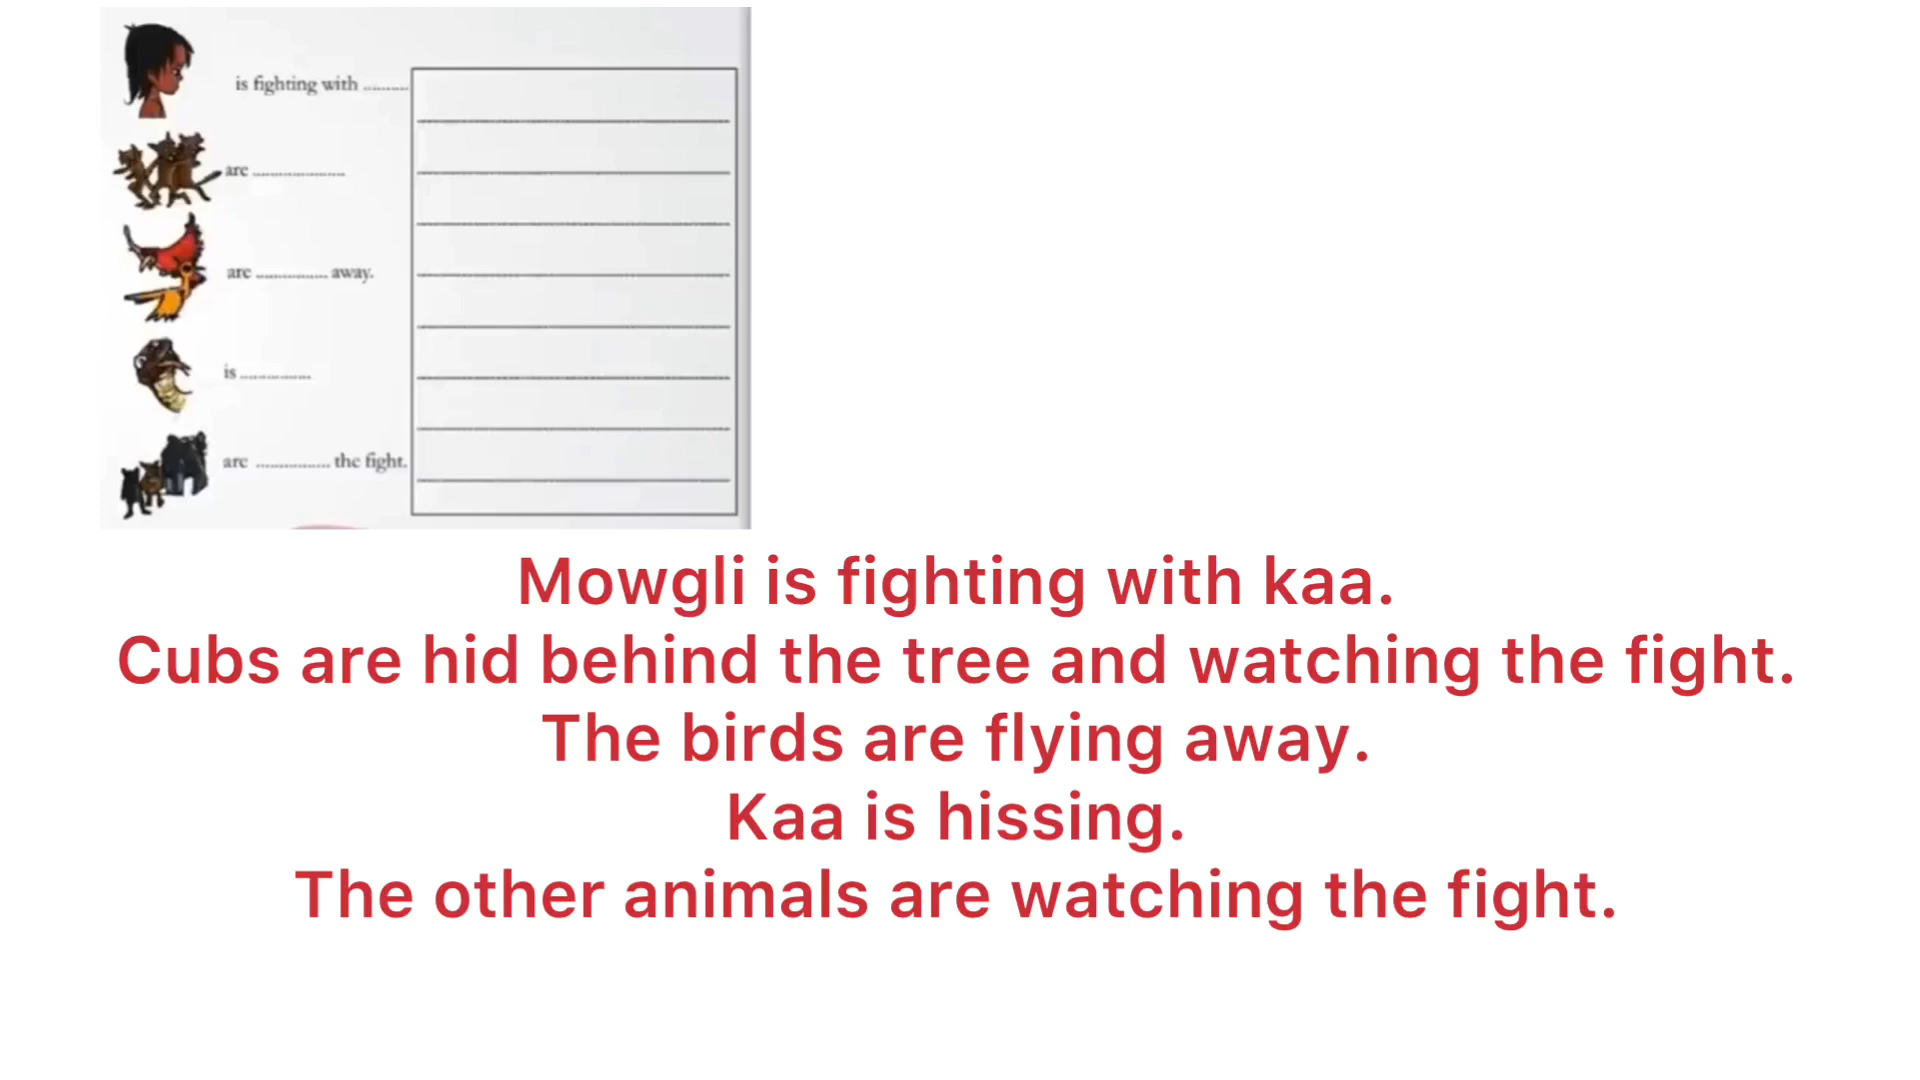 is fighting with ..........
are ......................
are ................. away.
is .................
are ................. the fight.
Mowgli is fighting with kaa.
Cubs are hid behind the tree and watching the fight.
The birds are flying away.
Kaa is hissing.
The other animals are watching the fight.